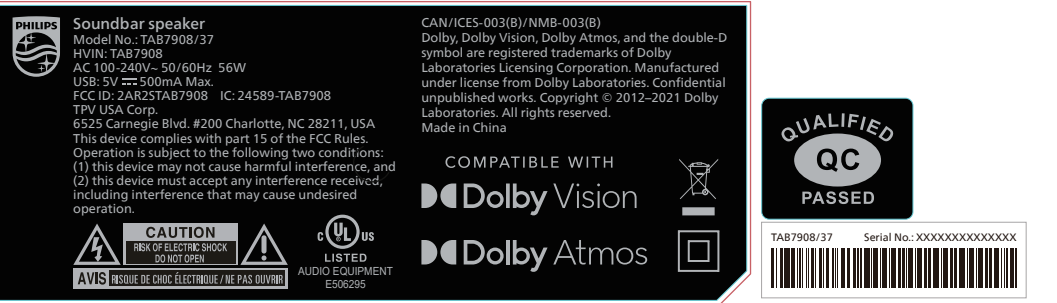 PHILIPS
Soundbar speaker
Model No.: TAB7908/37
HVIN: TAB7908
AC 100-240V~ 50/60Hz 56W
USB: 5V ⎓ 500mA Max.
FCC ID: 2AR2STAB7908 IC: 24589-TAB7908
TPV USA Corp.
6525 Carnegie Blvd. #200 Charlotte, NC 28211, USA
This device complies with part 15 of the FCC Rules.
Operation is subject to the following two conditions:
(1) this device may not cause harmful interference, and
(2) this device must accept any interference received,
including interference that may cause undesired
operation.
CAUTION
RISK OF ELECTRIC SHOCK
DO NOT OPEN
AVIS RISQUE DE CHOC ÉLECTRIQUE / NE PAS OUVRIR
C UL US
LISTED
AUDIO EQUIPMENT
E506295
CAN/ICES-003(B)/NMB-003(B)
Dolby, Dolby Vision, Dolby Atmos, and the double-D
symbol are registered trademarks of Dolby
Laboratories Licensing Corporation. Manufactured
under license from Dolby Laboratories. Confidential
unpublished works. Copyright © 2012–2021 Dolby
Laboratories. All rights reserved.
Made in China
COMPATIBLE WITH
Dolby Vision
Dolby Atmos
QUALIFIED
QC
PASSED
TAB7908/37 Serial No.: XXXXXXXXXXXXXX